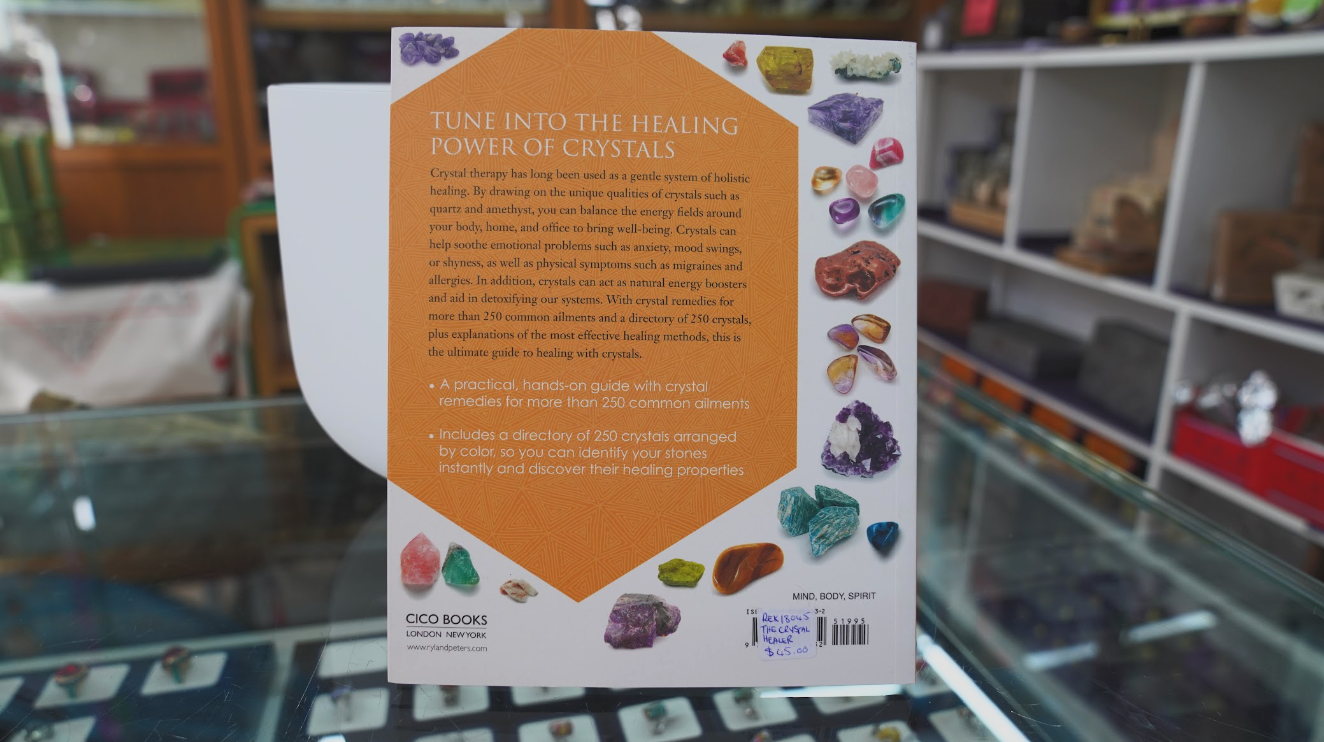 TUNE INTO THE HEALING
POWER OF CRYSTALS
Crystal therapy has long been used as a gentle system of holistic
healing. By drawing on the unique qualities of crystals such as
quartz and amethyst, you can balance the energy fields around
your body, home, and office to bring well-being. Crystals can
help soothe emotional problems such as anxiety, mood swings,
or shyness, as well as physical symptoms such as migraines and
allergies. In addition, crystals can act as natural energy boosters
and aid in detoxifying our systems. With crystal remedies for
more than 250 common ailments and a directory of 250 crystals,
plus explanations of the most effective healing methods, this is
the ultimate guide to healing with crystals.
• A practical, hands-on guide with crystal
remedies for more than 250 common ailments
• Includes a directory of 250 crystals arranged
by color, so you can identify your stones
instantly and discover their healing properties
MIND, BODY, SPIRIT
CICO BOOKS
LONDON NEW YORK
www.rylandpeters.com
3-2
51995
THE CRYSTAL
HEALER
$45.00